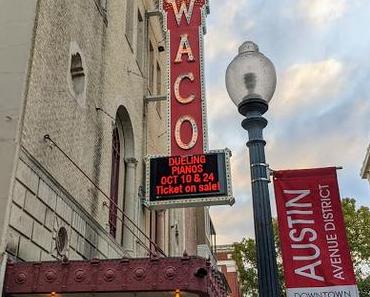 WACO
DUELING
PIANOS
OCT 10 & 24
Ticket on sale!
AUSTIN
AVENUE DISTRICT
DOWNTOWN